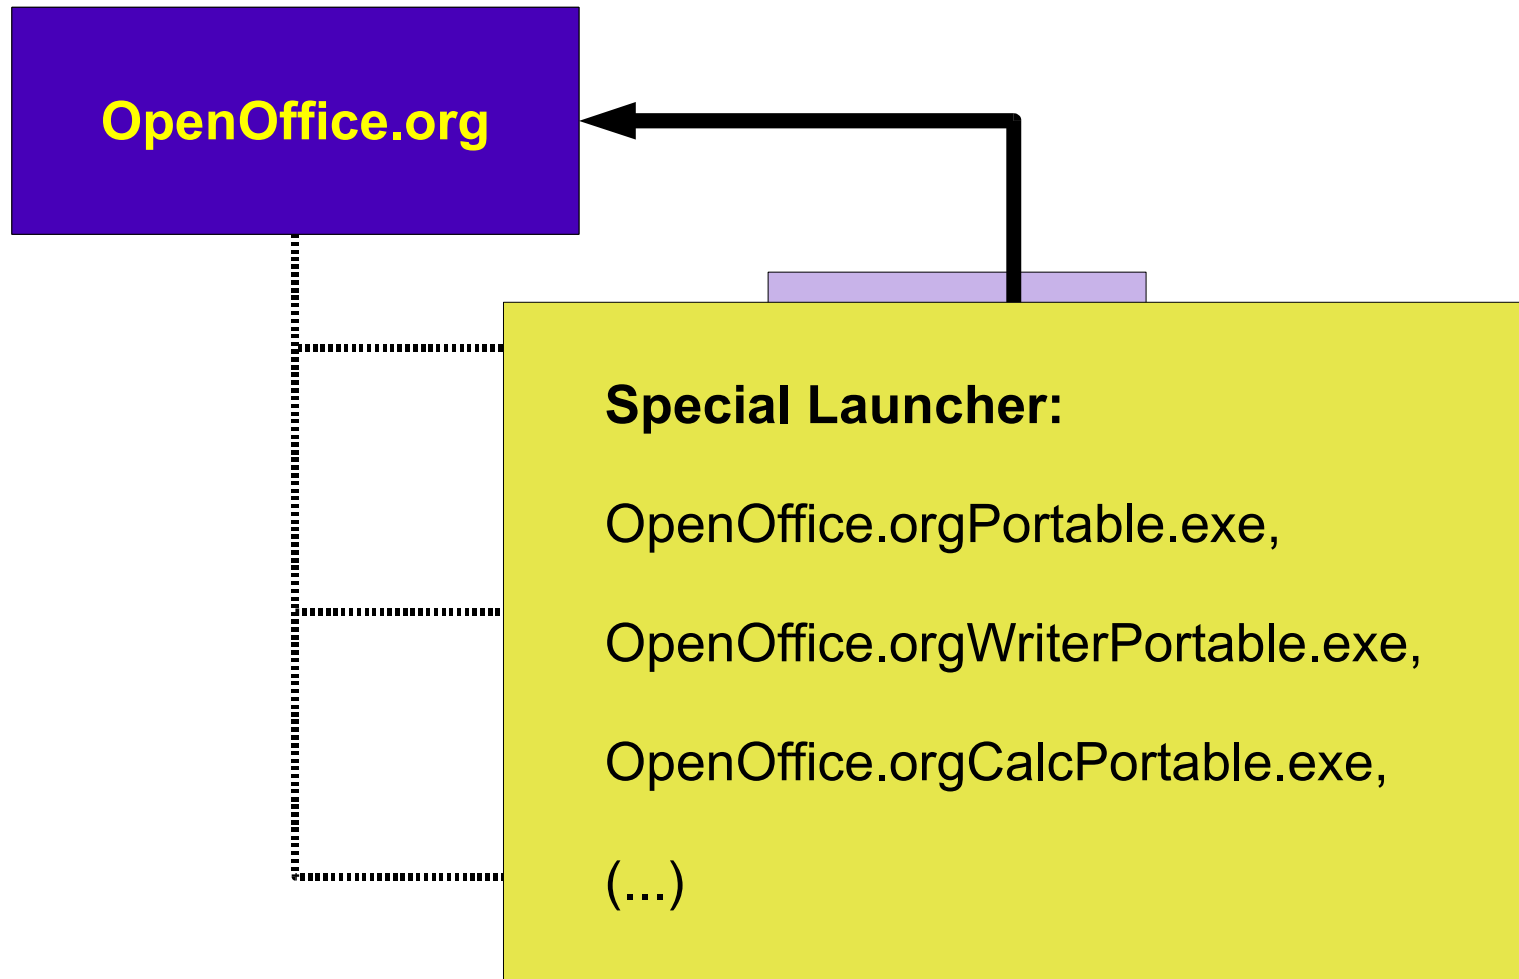 OpenOffice.org
Special Launcher:
OpenOffice.orgPortable.exe,
OpenOffice.orgWriterPortable.exe,
OpenOffice.orgCalcPortable.exe,
(...)